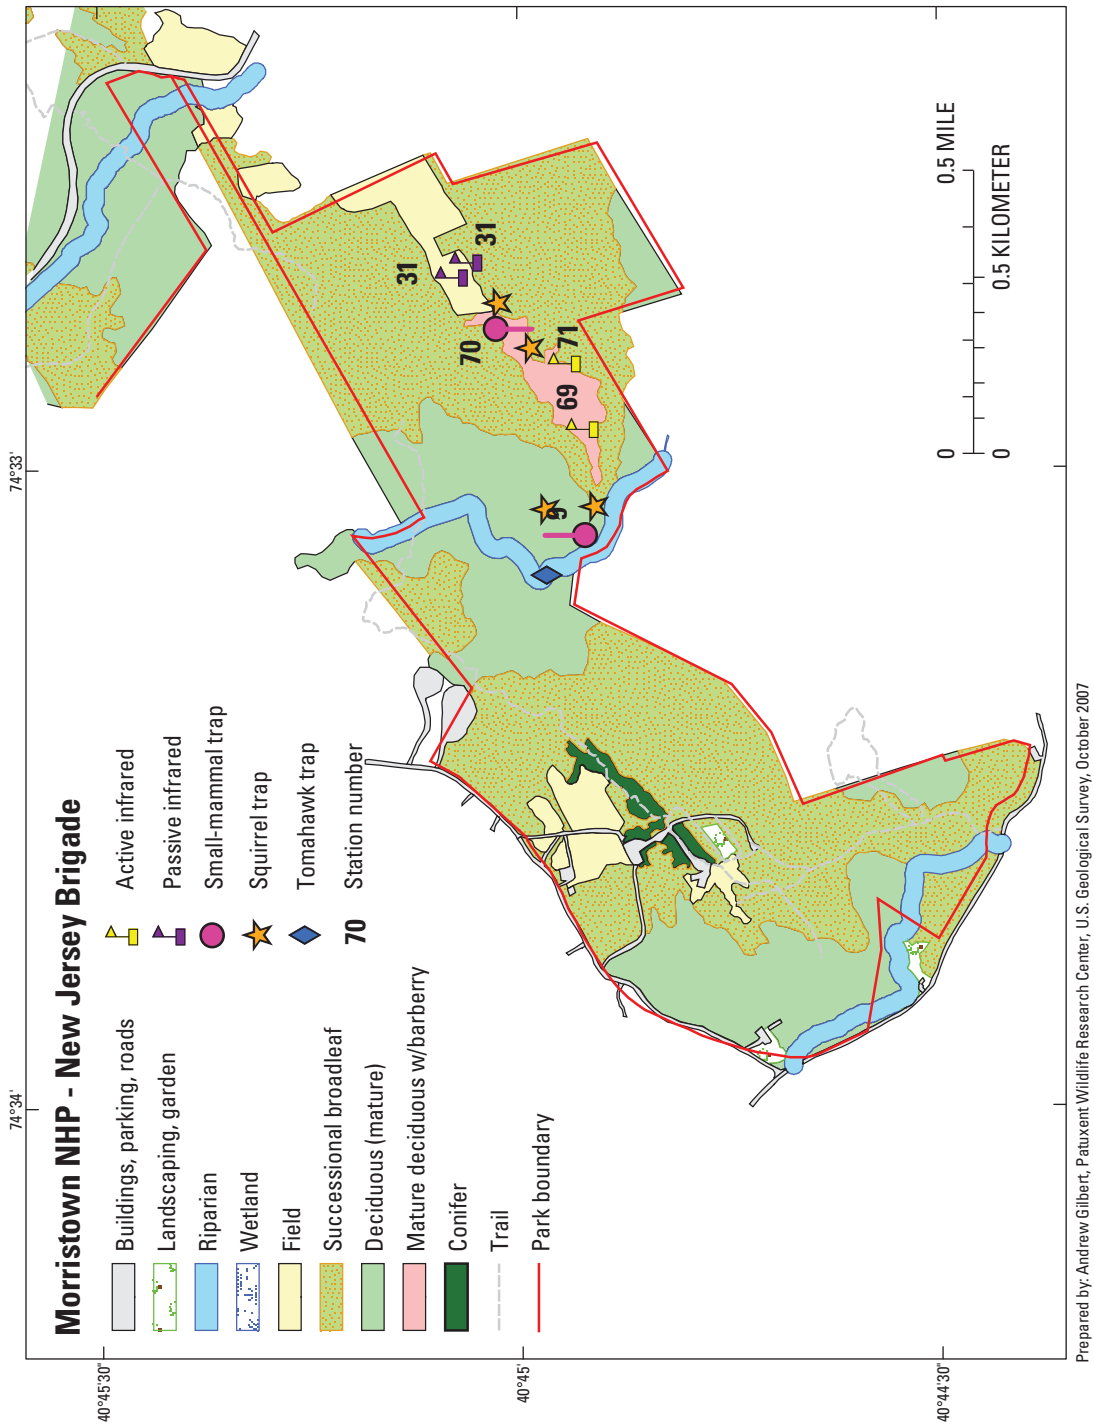 Morristown NHP - New Jersey Brigade
Buildings, parking, roads
Landscaping, garden
Riparian
Wetland
Field
Successional broadleaf
Deciduous (mature)
Mature deciduous w/barberry
Conifer
Trail
Park boundary
Active infrared
Passive infrared
Small-mammal trap
Squirrel trap
Tomahawk trap
70 Station number
74°34'
74°33'
40°45'30"
40°45'
40°44'30"
31
31
70
71
69
9
0 0.5 MILE
0 0.5 KILOMETER
Prepared by: Andrew Gilbert, Patuxent Wildlife Research Center, U.S. Geological Survey, October 2007